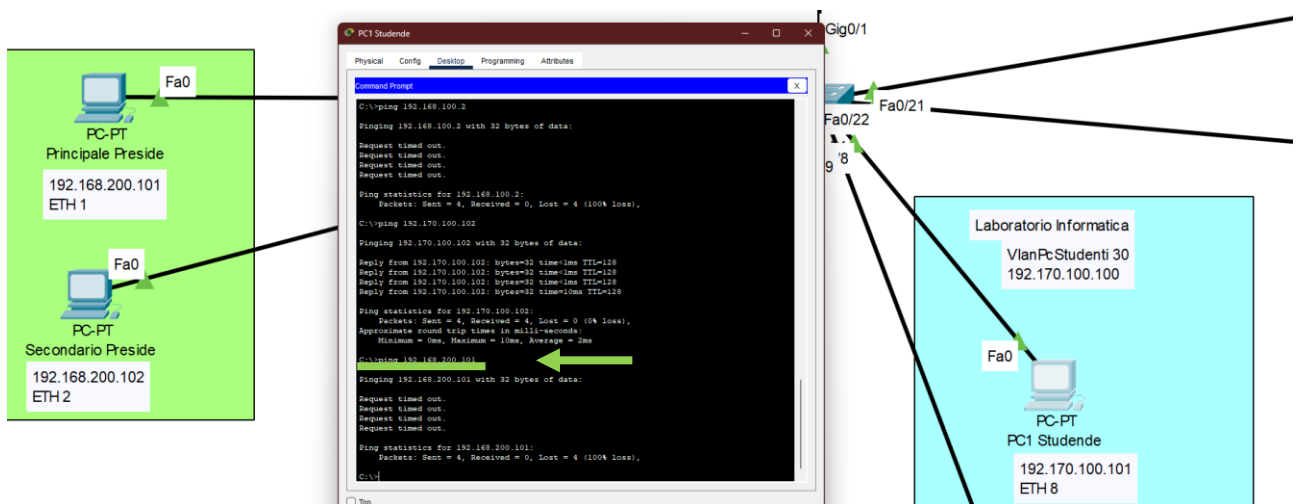 Fa0
PC-PT
Principale Preside
192.168.200.101
ETH 1
Fa0
PC-PT
Secondario Preside
192.168.200.102
ETH 2
PC1 Studende
Physical Config Desktop Programming Attributes
Command Prompt
X
C:\>ping 192.168.100.2
Pinging 192.168.100.2 with 32 bytes of data:
Request timed out.
Request timed out.
Request timed out.
Request timed out.
Ping statistics for 192.168.100.2:
Packets: Sent = 4, Received = 0, Lost = 4 (100% loss),
C:\>ping 192.170.100.102
Pinging 192.170.100.102 with 32 bytes of data:
Reply from 192.170.100.102: bytes=32 time<1ms TTL=128
Reply from 192.170.100.102: bytes=32 time<1ms TTL=128
Reply from 192.170.100.102: bytes=32 time<1ms TTL=128
Reply from 192.170.100.102: bytes=32 time=10ms TTL=128
Ping statistics for 192.170.100.102:
Packets: Sent = 4, Received = 4, Lost = 0 (0% loss),
Approximate round trip times in milli-seconds:
Minimum = 0ms, Maximum = 10ms, Average = 2ms
C:\>ping 192.168.200.101
Pinging 192.168.200.101 with 32 bytes of data:
Request timed out.
Request timed out.
Request timed out.
Request timed out.
Ping statistics for 192.168.200.101:
Packets: Sent = 4, Received = 0, Lost = 4 (100% loss),
C:\>
Top
Gig0/1
Fa0/21
Fa0/22
/8
9
Laboratorio Informatica
VlanPcStudenti 30
192.170.100.100
Fa0
PC-PT
PC1 Studende
192.170.100.101
ETH 8